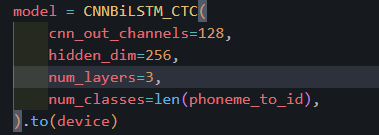 model = CNNBiLSTM_CTC(
    cnn_out_channels=128,
    hidden_dim=256,
    num_layers=3,
    num_classes=len(phoneme_to_id),
).to(device)